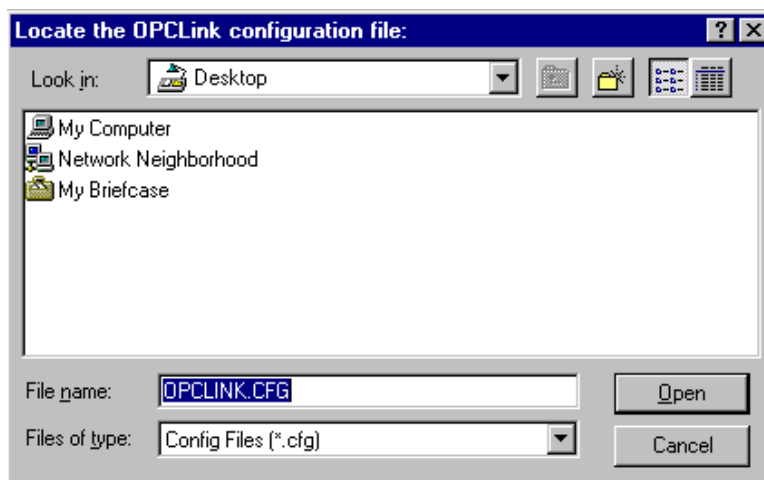 Locate the OPCLink configuration file:
Look in: Desktop
My Computer
Network Neighborhood
My Briefcase
File name: OPCLINK.CFG Open
Files of type: Config Files (*.cfg) Cancel